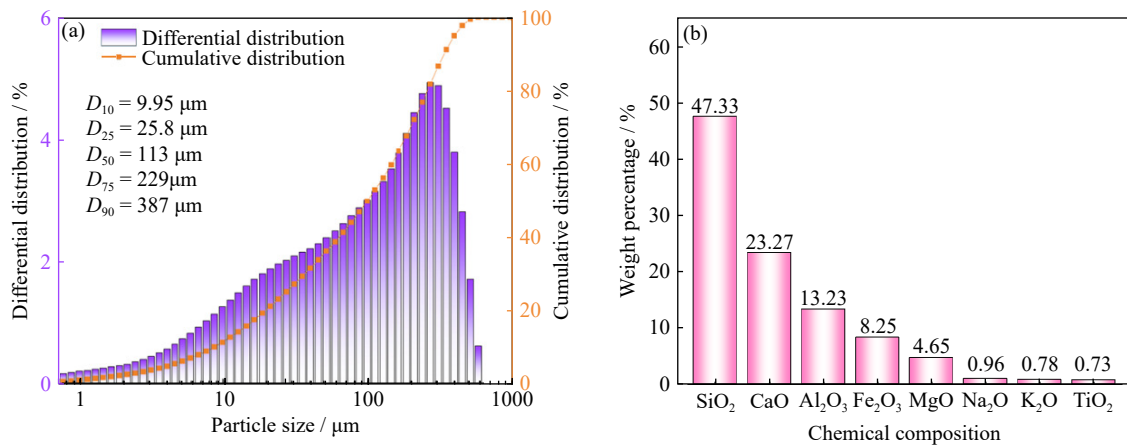 (a)
Differential distribution
Cumulative distribution
D₁₀ = 9.95 μm
D₂₅ = 25.8 μm
D₅₀ = 113 μm
D₇₅ = 229μm
D₉₀ = 387 μm
Differential distribution / %
6
4
2
0
Cumulative distribution / %
100
80
60
40
20
0
1 10 100 1000
Particle size / μm
(b)
Weight percentage / %
60
50
40
30
20
10
0
47.33
23.27
13.23
8.25
4.65
0.96
0.78
0.73
SiO₂ CaO Al₂O₃ Fe₂O₃ MgO Na₂O K₂O TiO₂
Chemical composition